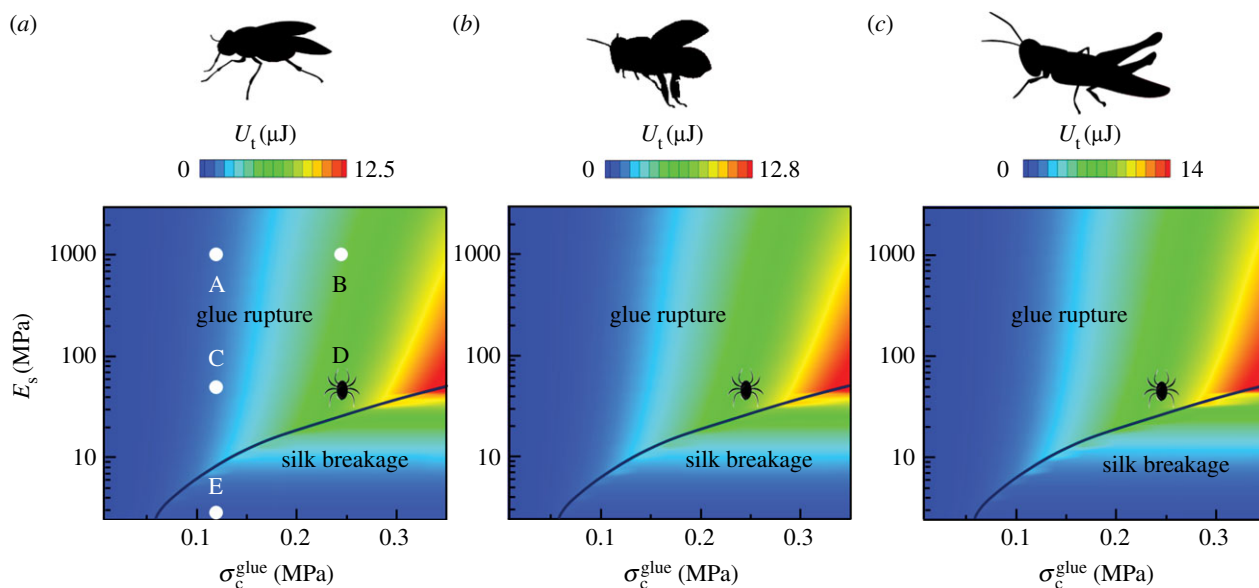 (a)
(b)
(c)
U_t (μJ)
0 12.5
U_t (μJ)
0 12.8
U_t (μJ)
0 14
E_s (MPa)
1000
100
10
A
B
glue rupture
C
D
silk breakage
E
0.1 0.2 0.3
σ_c^glue (MPa)
glue rupture
silk breakage
0.1 0.2 0.3
σ_c^glue (MPa)
1000
100
10
glue rupture
silk breakage
0.1 0.2 0.3
σ_c^glue (MPa)